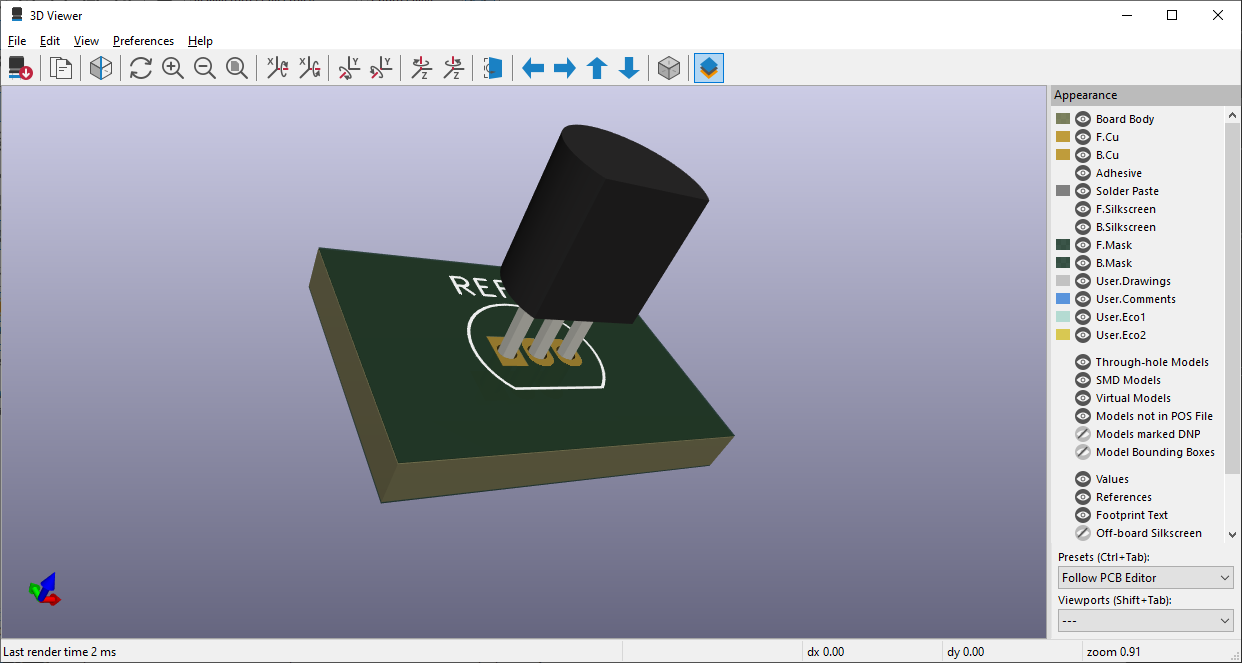 3D Viewer
File Edit View Preferences Help
Appearance
Board Body
F.Cu
B.Cu
Adhesive
Solder Paste
F.Silkscreen
B.Silkscreen
F.Mask
B.Mask
User.Drawings
User.Comments
User.Eco1
User.Eco2
Through-hole Models
SMD Models
Virtual Models
Models not in POS File
Models marked DNP
Model Bounding Boxes
Values
References
Footprint Text
Off-board Silkscreen
Presets (Ctrl+Tab):
Follow PCB Editor
Viewports (Shift+Tab):
---
REF
Last render time 2 ms
dx 0.00
dy 0.00
zoom 0.91